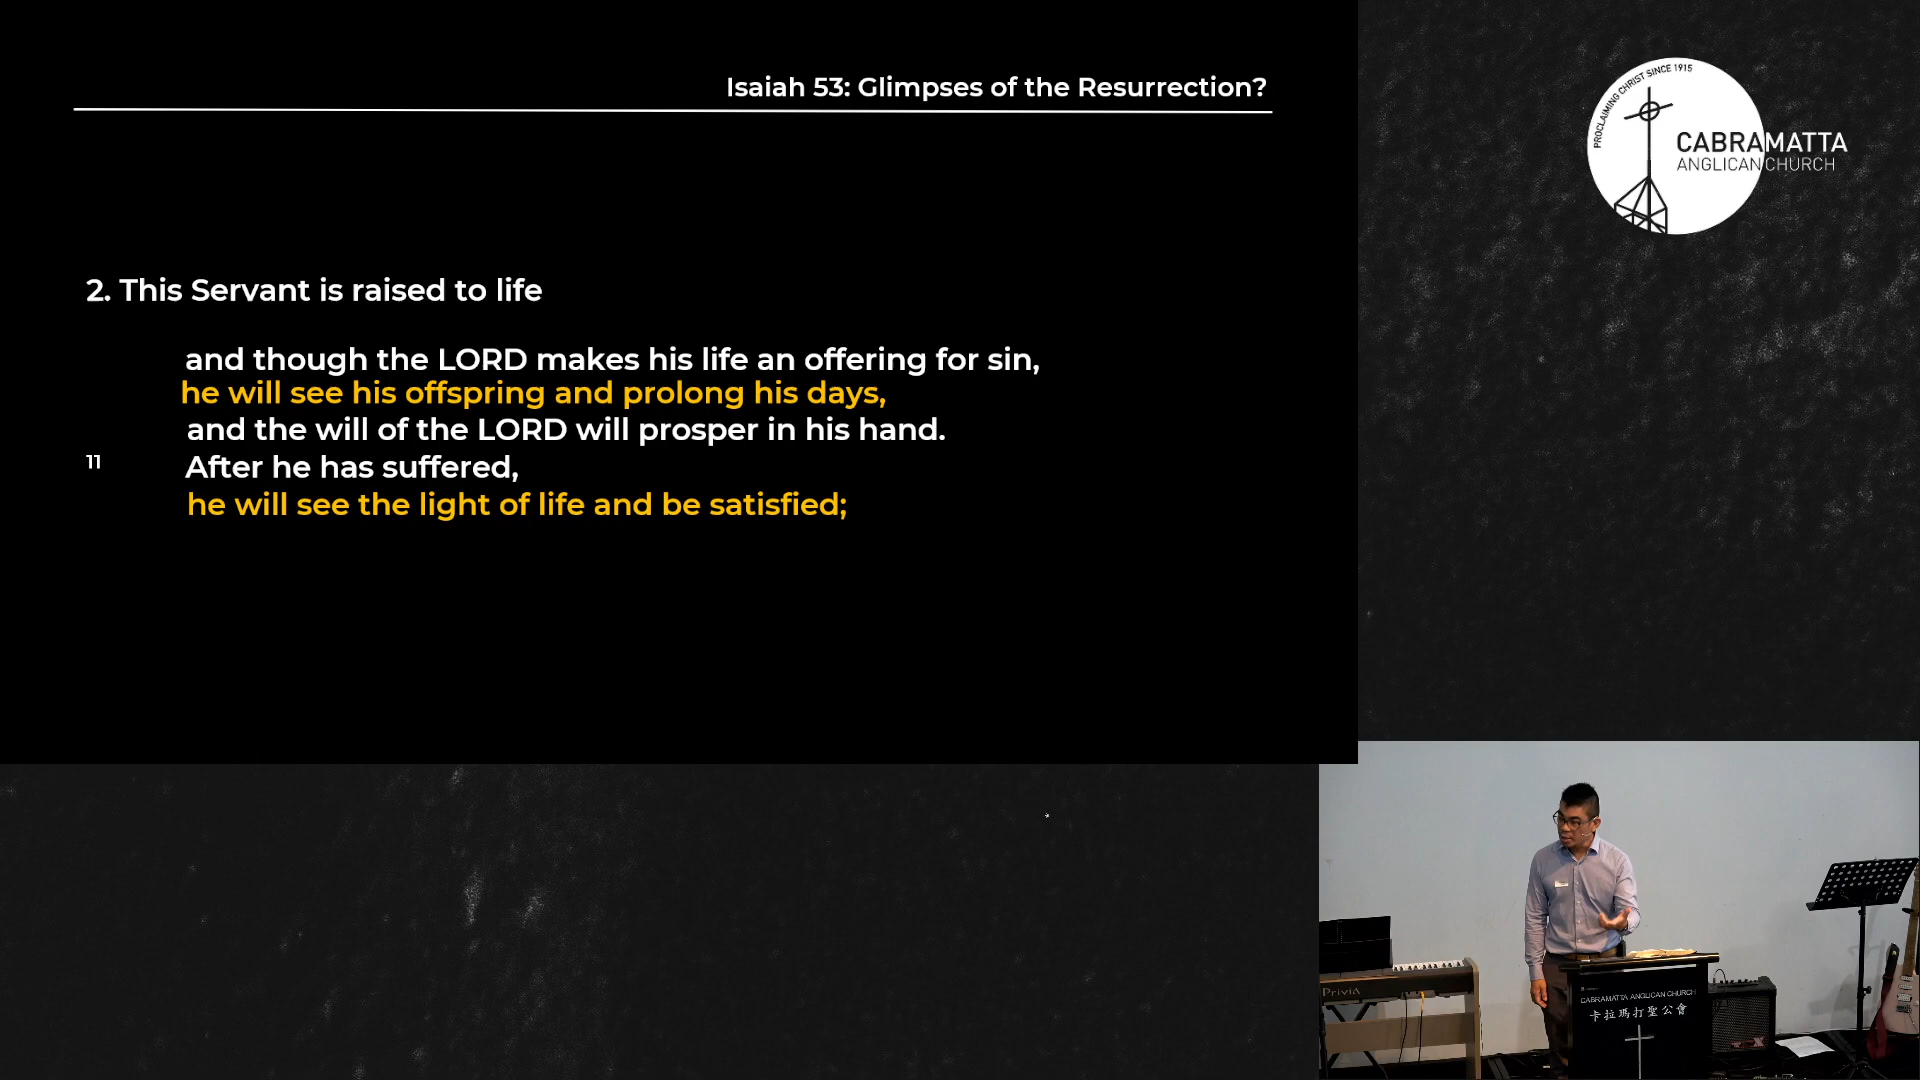 Isaiah 53: Glimpses of the Resurrection?
PROCLAIMING CHRIST SINCE 1915
CABRAMATTA
ANGLICAN CHURCH
2. This Servant is raised to life
and though the LORD makes his life an offering for sin,
he will see his offspring and prolong his days,
and the will of the LORD will prosper in his hand.
11 After he has suffered,
he will see the light of life and be satisfied;
Privia
CABRAMATTA ANGLICAN CHURCH
卡拉瑪打聖公會